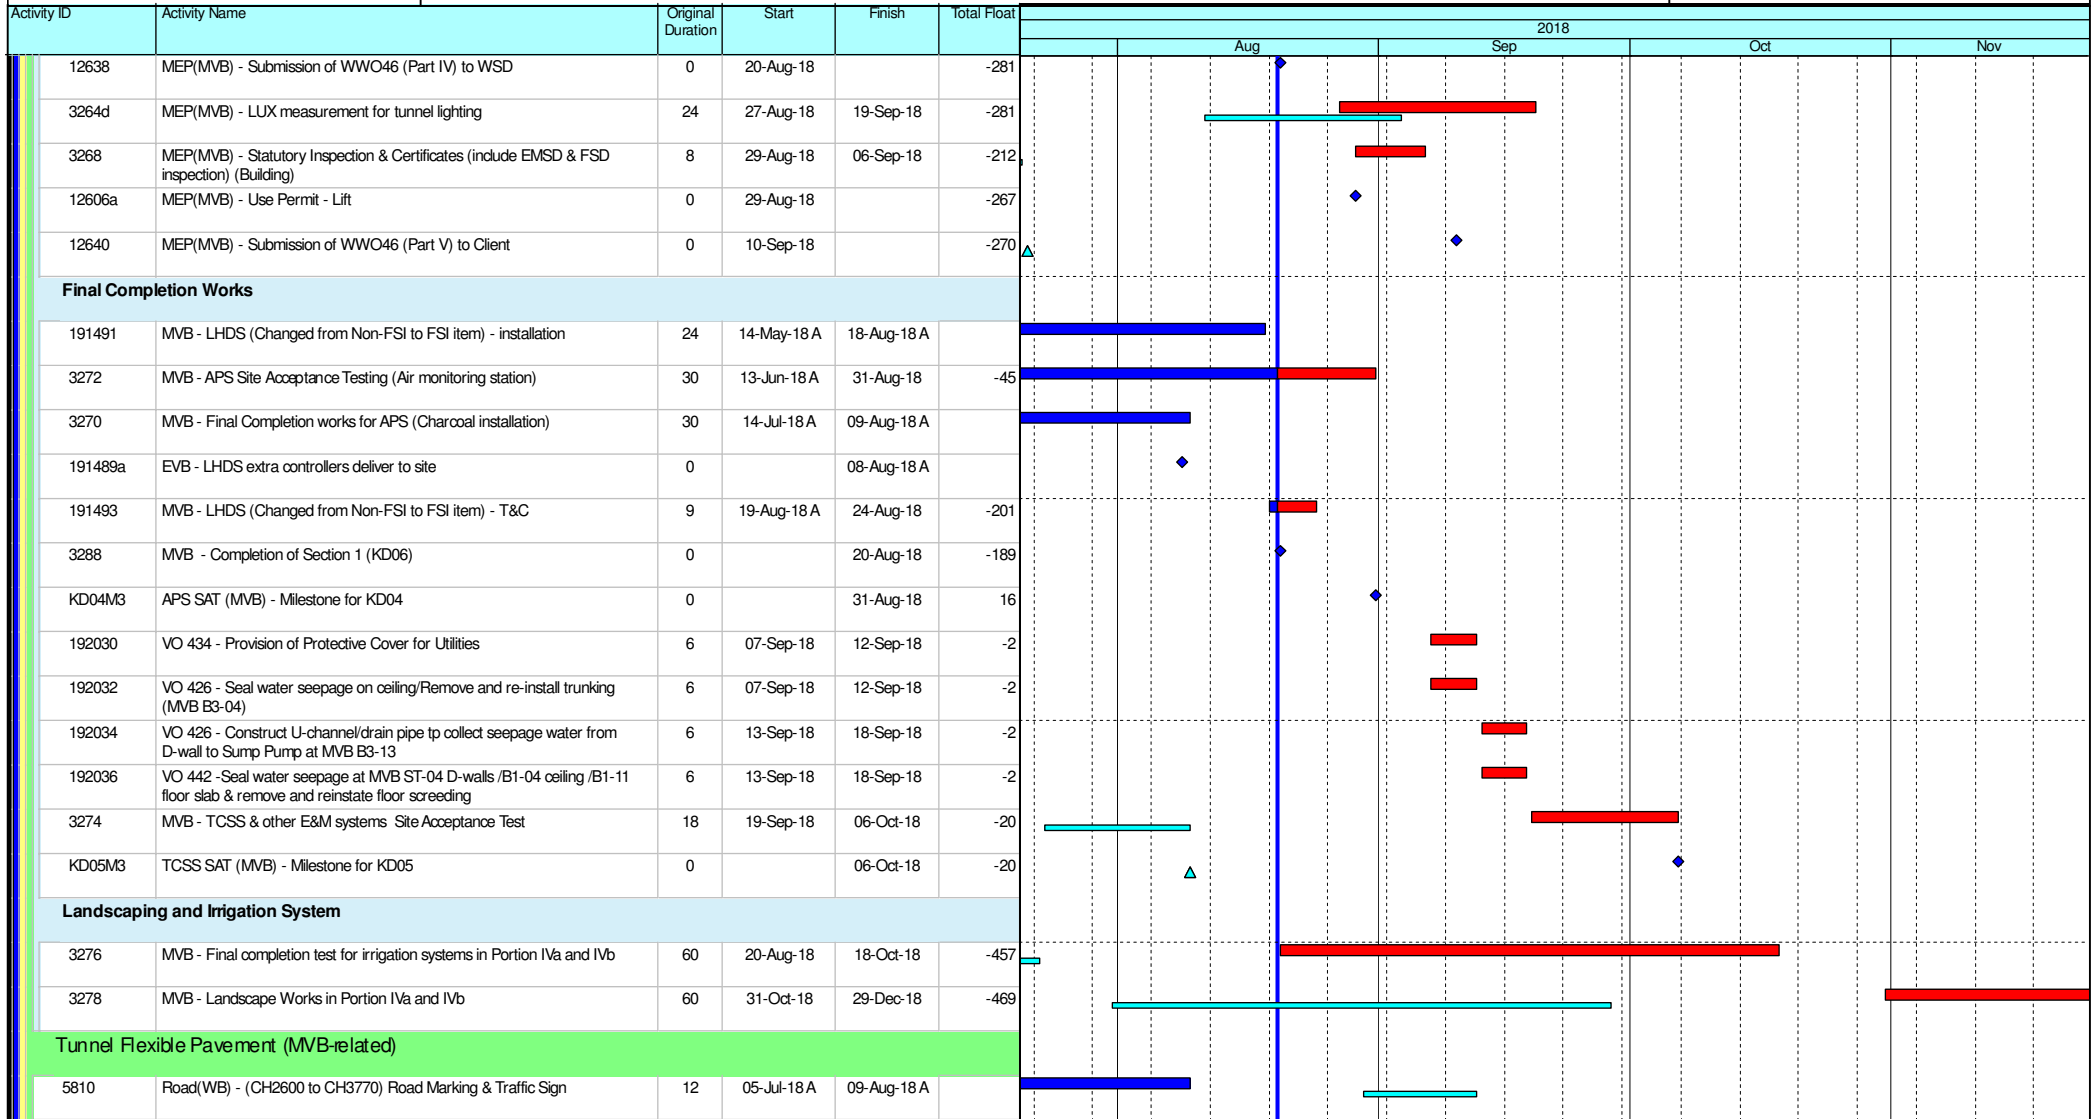 Activity ID Activity Name Original Duration Start Finish Total Float
2018
Aug Sep Oct Nov
12638 MEP(MVB) - Submission of WWO46 (Part IV) to WSD 0 20-Aug-18 -281
3264d MEP(MVB) - LUX measurement for tunnel lighting 24 27-Aug-18 19-Sep-18 -281
3268 MEP(MVB) - Statutory Inspection & Certificates (include EMSD & FSD 8 29-Aug-18 06-Sep-18 -212
inspection) (Building)
12606a MEP(MVB) - Use Permit - Lift 0 29-Aug-18 -267
12640 MEP(MVB) - Submission of WWO46 (Part V) to Client 0 10-Sep-18 -270
Final Completion Works
191491 MVB - LHDS (Changed from Non-FSI to FSI item) - installation 24 14-May-18 A 18-Aug-18 A
3272 MVB - APS Site Acceptance Testing (Air monitoring station) 30 13-Jun-18 A 31-Aug-18 -45
3270 MVB - Final Completion works for APS (Charcoal installation) 30 14-Jul-18 A 09-Aug-18 A
191489a EVB - LHDS extra controllers deliver to site 0 08-Aug-18 A
191493 MVB - LHDS (Changed from Non-FSI to FSI item) - T&C 9 19-Aug-18 A 24-Aug-18 -201
3288 MVB - Completion of Section 1 (KD06) 0 20-Aug-18 -189
KD04M3 APS SAT (MVB) - Milestone for KD04 0 31-Aug-18 16
192030 VO 434 - Provision of Protective Cover for Utilities 6 07-Sep-18 12-Sep-18 -2
192032 VO 426 - Seal water seepage on ceiling/Remove and re-install trunking 6 07-Sep-18 12-Sep-18 -2
(MVB B3-04)
192034 VO 426 - Construct U-channel/drain pipe tp collect seepage water from 6 13-Sep-18 18-Sep-18 -2
D-wall to Sump Pump at MVB B3-13
192036 VO 442 -Seal water seepage at MVB ST-04 D-walls /B1-04 ceiling /B1-11 6 13-Sep-18 18-Sep-18 -2
floor slab & remove and reinstate floor screeding
3274 MVB - TCSS & other E&M systems Site Acceptance Test 18 19-Sep-18 06-Oct-18 -20
KD05M3 TCSS SAT (MVB) - Milestone for KD05 0 06-Oct-18 -20
Landscaping and Irrigation System
3276 MVB - Final completion test for irrigation systems in Portion IVa and IVb 60 20-Aug-18 18-Oct-18 -457
3278 MVB - Landscape Works in Portion IVa and IVb 60 31-Oct-18 29-Dec-18 -469
Tunnel Flexible Pavement (MVB-related)
5810 Road(WB) - (CH2600 to CH3770) Road Marking & Traffic Sign 12 05-Jul-18 A 09-Aug-18 A